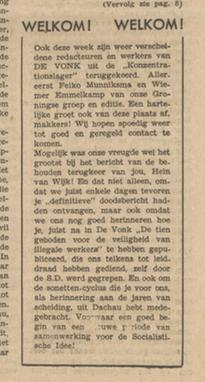 (Vervolg zie pag. 8)
WELKOM! WELKOM!
Ook deze week zijn weer verschei-
dene redacteuren en werkers van
DE VONK uit de „Konzentra-
tionslager" teruggekeerd. Aller-
eerst Feiko Munniksma en Wie-
mer Emmelkamp van onze Gro-
ningse groep en editie. Een harte-
lijke groet ook van deze plaats af,
makkers! Wij hopen spoedig weer
tot goed en geregeld contact te
komen.
Mogelijk was onze vreugde wel het
grootst bij het bericht van de be-
houden terugkeer van jou, Hein
van Wijk! En dat niet alleen, om-
dat we juist enkele dagen tevoren
je „definitieve" doodsbericht had-
den ontvangen, maar ook omdat
we ons nog goed herinneren hoe
je, juist na in De Vonk „De tien
geboden voor de veiligheid van
illegale werkers" te hebben gepu-
bliceerd, die ons telkens tot leid-
draad hebben gediend, zelf door
de S.D. werd gegrepen. En ook om
de sonetten-cyclus die je voor ons,
als herinnering aan de jaren van
scheiding, uit Dachau hebt mede-
gebracht. Voorwaar een goed be-
gin van een periode van
samenwerking voor de Socialisti-
sche Idee!